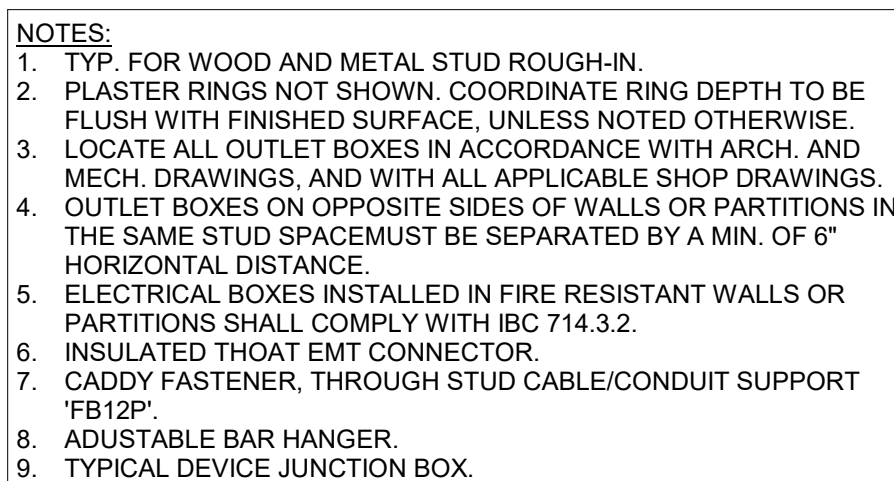 NOTES:
1. TYP. FOR WOOD AND METAL STUD ROUGH-IN.
2. PLASTER RINGS NOT SHOWN. COORDINATE RING DEPTH TO BE
FLUSH WITH FINISHED SURFACE, UNLESS NOTED OTHERWISE.
3. LOCATE ALL OUTLET BOXES IN ACCORDANCE WITH ARCH. AND
MECH. DRAWINGS, AND WITH ALL APPLICABLE SHOP DRAWINGS.
4. OUTLET BOXES ON OPPOSITE SIDES OF WALLS OR PARTITIONS IN
THE SAME STUD SPACEMUST BE SEPARATED BY A MIN. OF 6"
HORIZONTAL DISTANCE.
5. ELECTRICAL BOXES INSTALLED IN FIRE RESISTANT WALLS OR
PARTITIONS SHALL COMPLY WITH IBC 714.3.2.
6. INSULATED THOAT EMT CONNECTOR.
7. CADDY FASTENER, THROUGH STUD CABLE/CONDUIT SUPPORT
'FB12P'.
8. ADUSTABLE BAR HANGER.
9. TYPICAL DEVICE JUNCTION BOX.